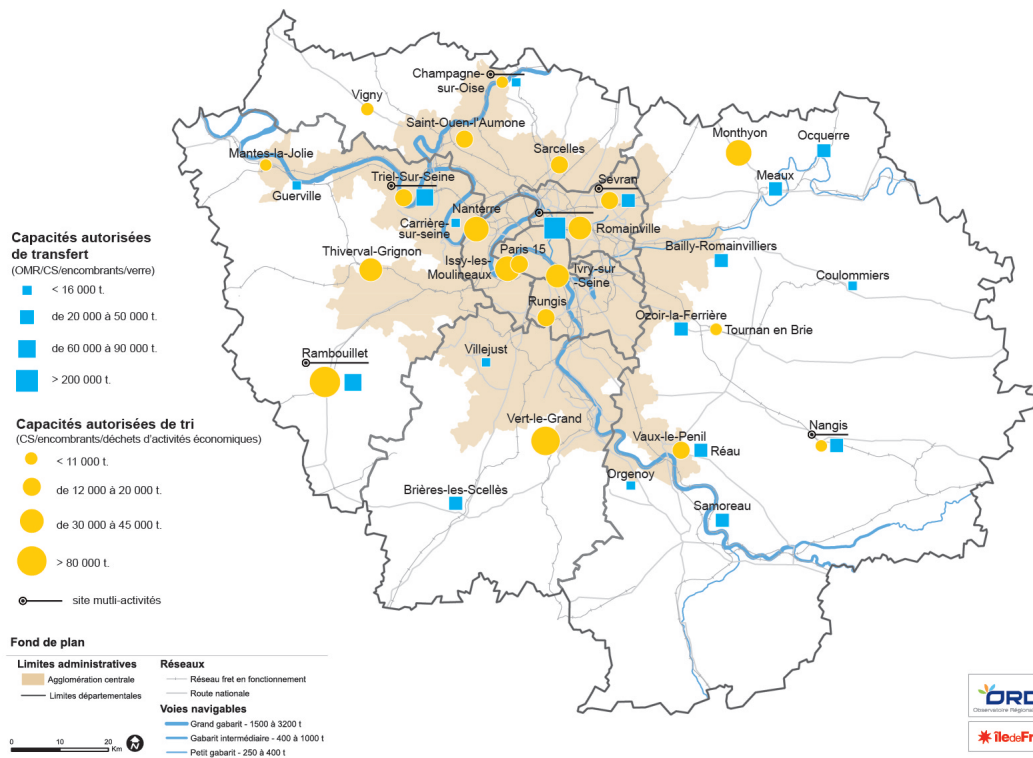 Champagne-
sur-Oise
Vigny
Saint-Ouen-l'Aumone
Monthyon
Ocquerre
Sarcelles
Mantes-la-Jolie
Triel-Sur-Seine
Sevran
Meaux
Guerville
Nanterre
Carrière-
sur-seine
Romainville
Thiverval-Grignon
Issy-les-
Moulineaux
Paris 15
Ivry-sur
-Seine
Bailly-Romainvilliers
Coulommiers
Rungis
Ozoir-la-Ferrière
Tournan en Brie
Villejust
Rambouillet
Vert-le-Grand
Vaux-le-Penil
Réau
Nangis
Orgenoy
Brières-les-Scellès
Samoreau
Capacités autorisées
de transfert
(OMR/CS/encombrants/verre)
< 16 000 t.
de 20 000 à 50 000 t.
de 60 000 à 90 000 t.
> 200 000 t.
Capacités autorisées de tri
(CS/encombrants/déchets d'activités économiques)
< 11 000 t.
de 12 000 à 20 000 t.
de 30 000 à 45 000 t.
> 80 000 t.
site mutli-activités
Fond de plan
Limites administratives
Agglomération centrale
Limites départementales
Réseaux
Réseau fret en fonctionnement
Route nationale
Voies navigables
Grand gabarit - 1500 à 3200 t
Gabarit intermédiaire - 400 à 1000 t
Petit gabarit - 250 à 400 t
0 10 20
Km
N
ORD
Observatoire Régional
îledeFr